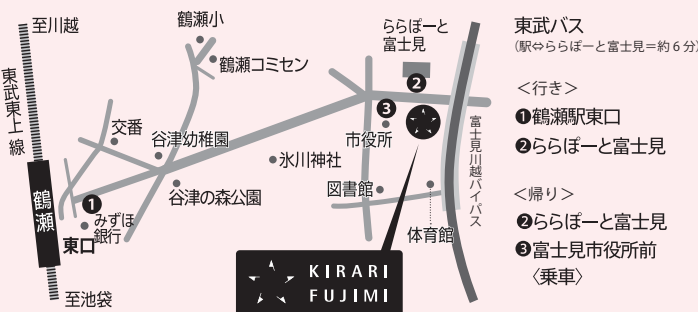 至川越
東武東上線
鶴瀬
東口
至池袋
❶
みずほ
銀行
交番
谷津幼稚園
谷津の森公園
鶴瀬小
鶴瀬コミセン
氷川神社
ららぽーと
富士見
❷
❸
市役所
図書館
体育館
富士見川越バイパス
KIRARI
FUJIMI
東武バス
(駅⇔ららぽーと富士見=約6分)
<行き>
❶鶴瀬駅東口
❷ららぽーと富士見
<帰り>
❷ららぽーと富士見
❸富士見市役所前
〈乗車〉